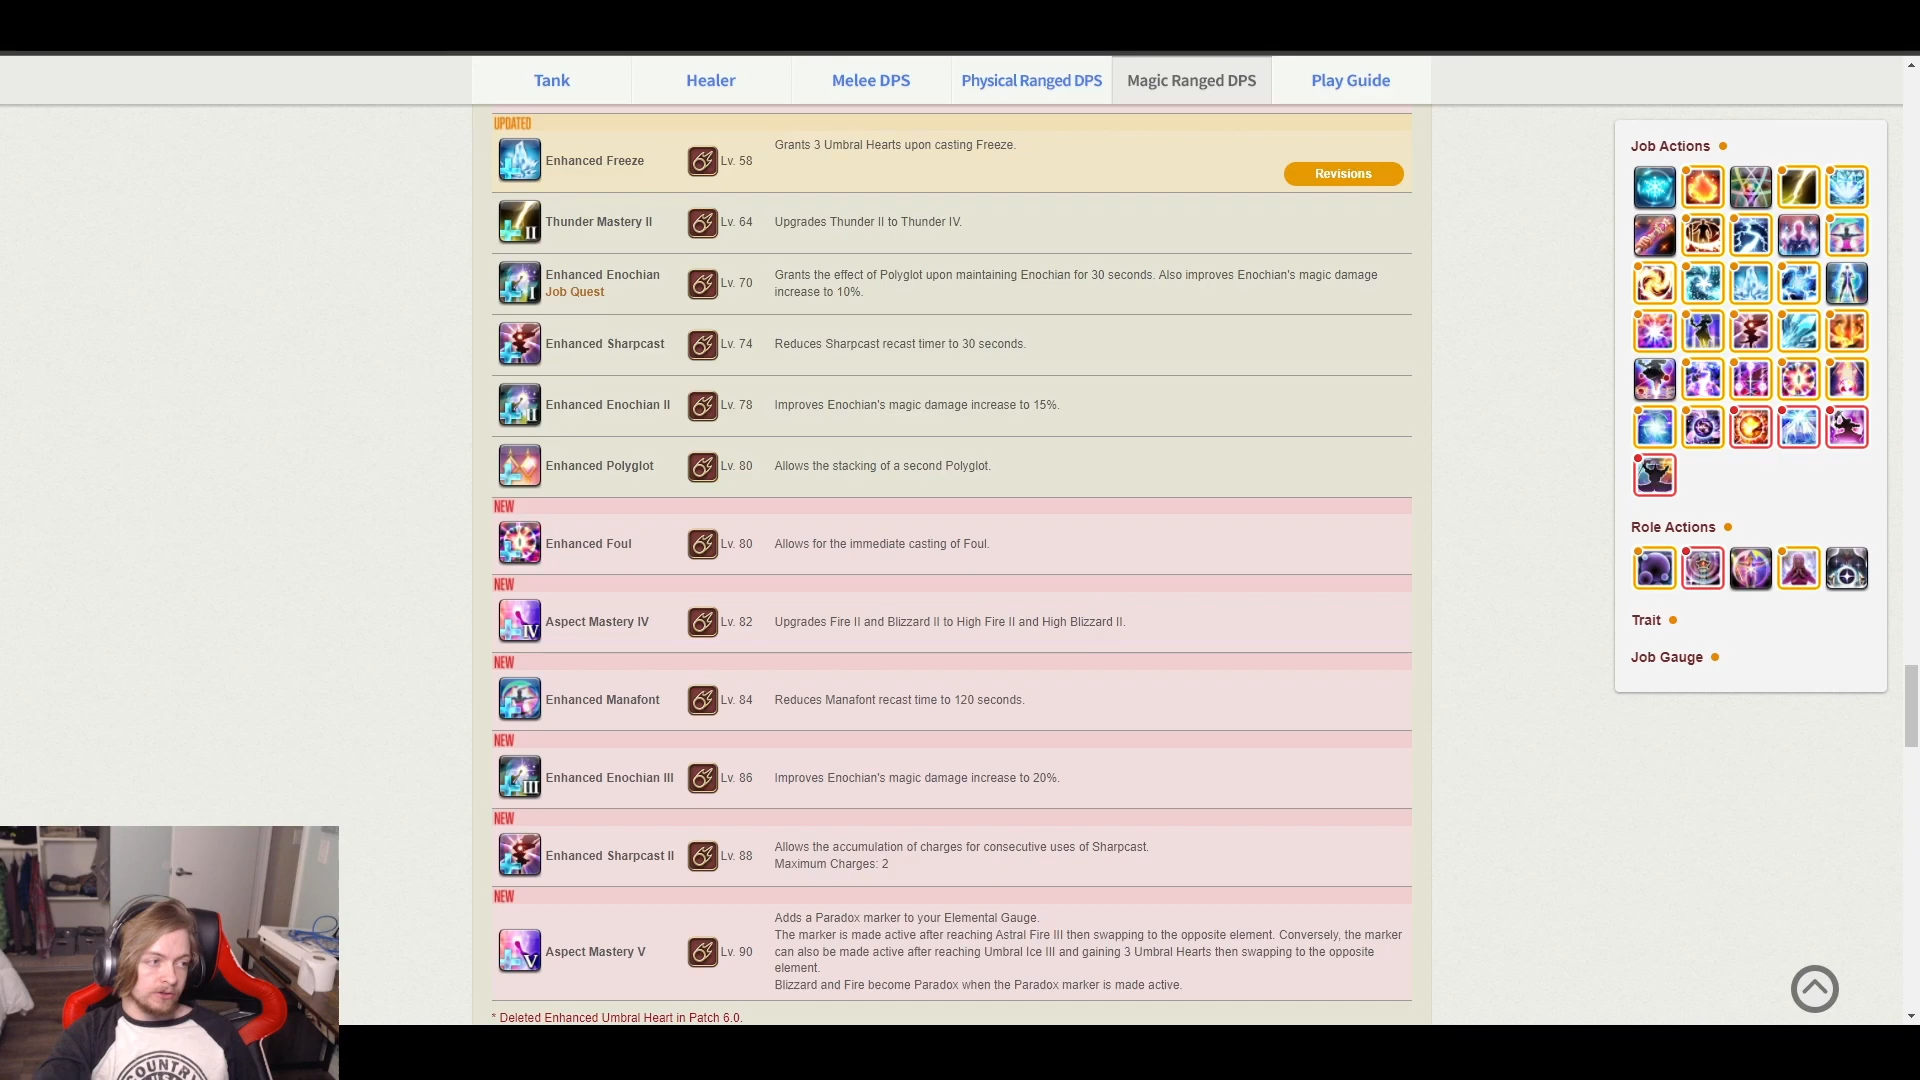 Tank
Healer
Melee DPS
Physical Ranged DPS
Magic Ranged DPS
Play Guide
UPDATED
Enhanced Freeze
Lv. 58
Grants 3 Umbral Hearts upon casting Freeze.
Revisions
II
Thunder Mastery II
Lv. 64
Upgrades Thunder II to Thunder IV.
I
Enhanced Enochian
Job Quest
Lv. 70
Grants the effect of Polyglot upon maintaining Enochian for 30 seconds. Also improves Enochian's magic damage
increase to 10%.
Enhanced Sharpcast
Lv. 74
Reduces Sharpcast recast timer to 30 seconds.
II
Enhanced Enochian II
Lv. 78
Improves Enochian's magic damage increase to 15%.
Enhanced Polyglot
Lv. 80
Allows the stacking of a second Polyglot.
NEW
Enhanced Foul
Lv. 80
Allows for the immediate casting of Foul.
NEW
IV
Aspect Mastery IV
Lv. 82
Upgrades Fire II and Blizzard II to High Fire II and High Blizzard II.
NEW
Enhanced Manafont
Lv. 84
Reduces Manafont recast time to 120 seconds.
NEW
III
Enhanced Enochian III
Lv. 86
Improves Enochian's magic damage increase to 20%.
NEW
Enhanced Sharpcast II
Lv. 88
Allows the accumulation of charges for consecutive uses of Sharpcast.
Maximum Charges: 2
NEW
V
Aspect Mastery V
Lv. 90
Adds a Paradox marker to your Elemental Gauge.
The marker is made active after reaching Astral Fire III then swapping to the opposite element. Conversely, the marker
can also be made active after reaching Umbral Ice III and gaining 3 Umbral Hearts then swapping to the opposite
element.
Blizzard and Fire become Paradox when the Paradox marker is made active.
* Deleted Enhanced Umbral Heart in Patch 6.0.
Job Actions
Role Actions
Trait
Job Gauge
COUNTRY